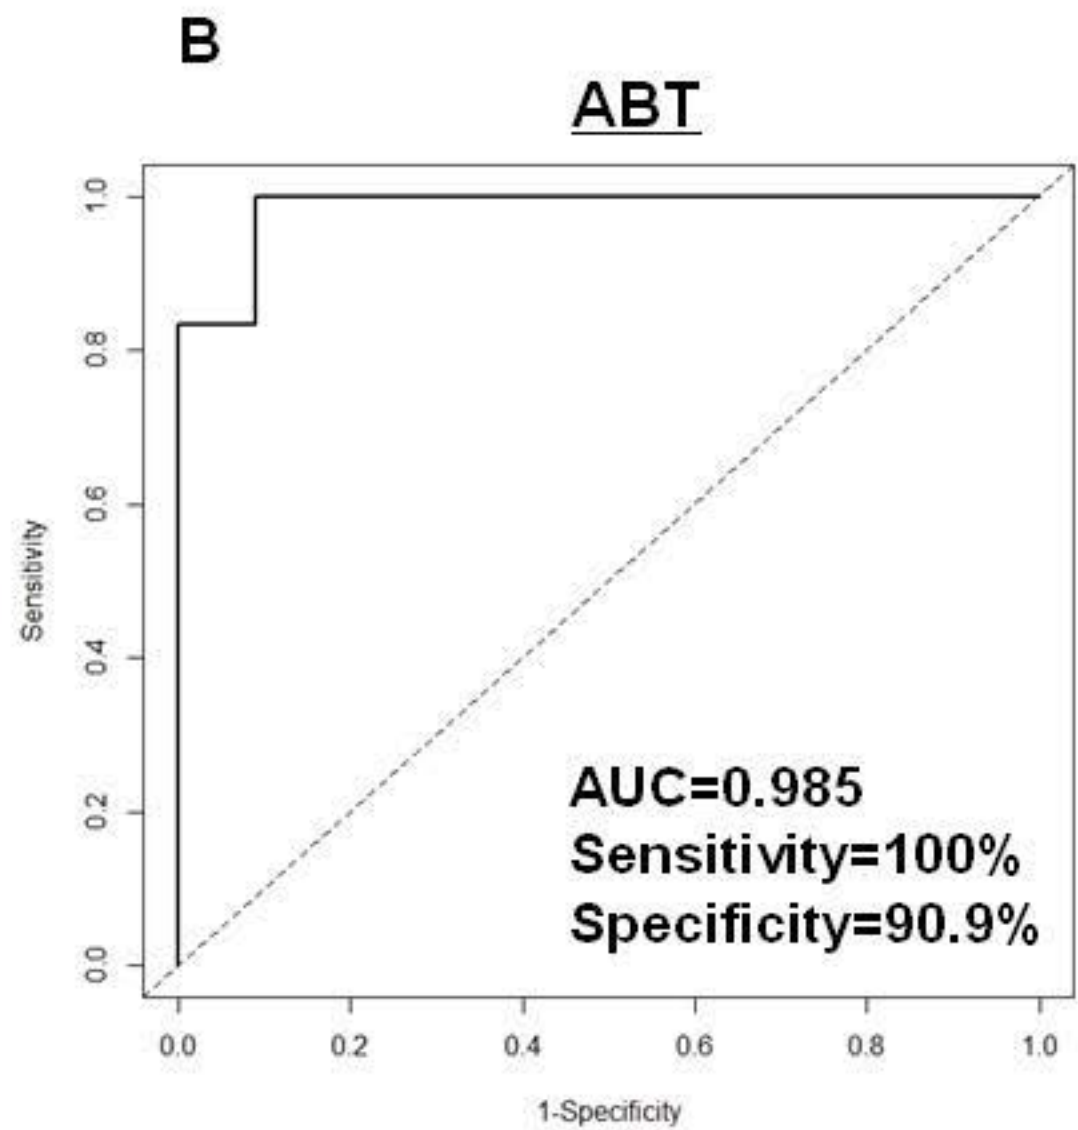 B
ABT
1.0
0.8
0.6
0.4
0.2
0.0
Sensitivity
AUC=0.985
Sensitivity=100%
Specificity=90.9%
0.0 0.2 0.4 0.6 0.8 1.0
1-Specificity